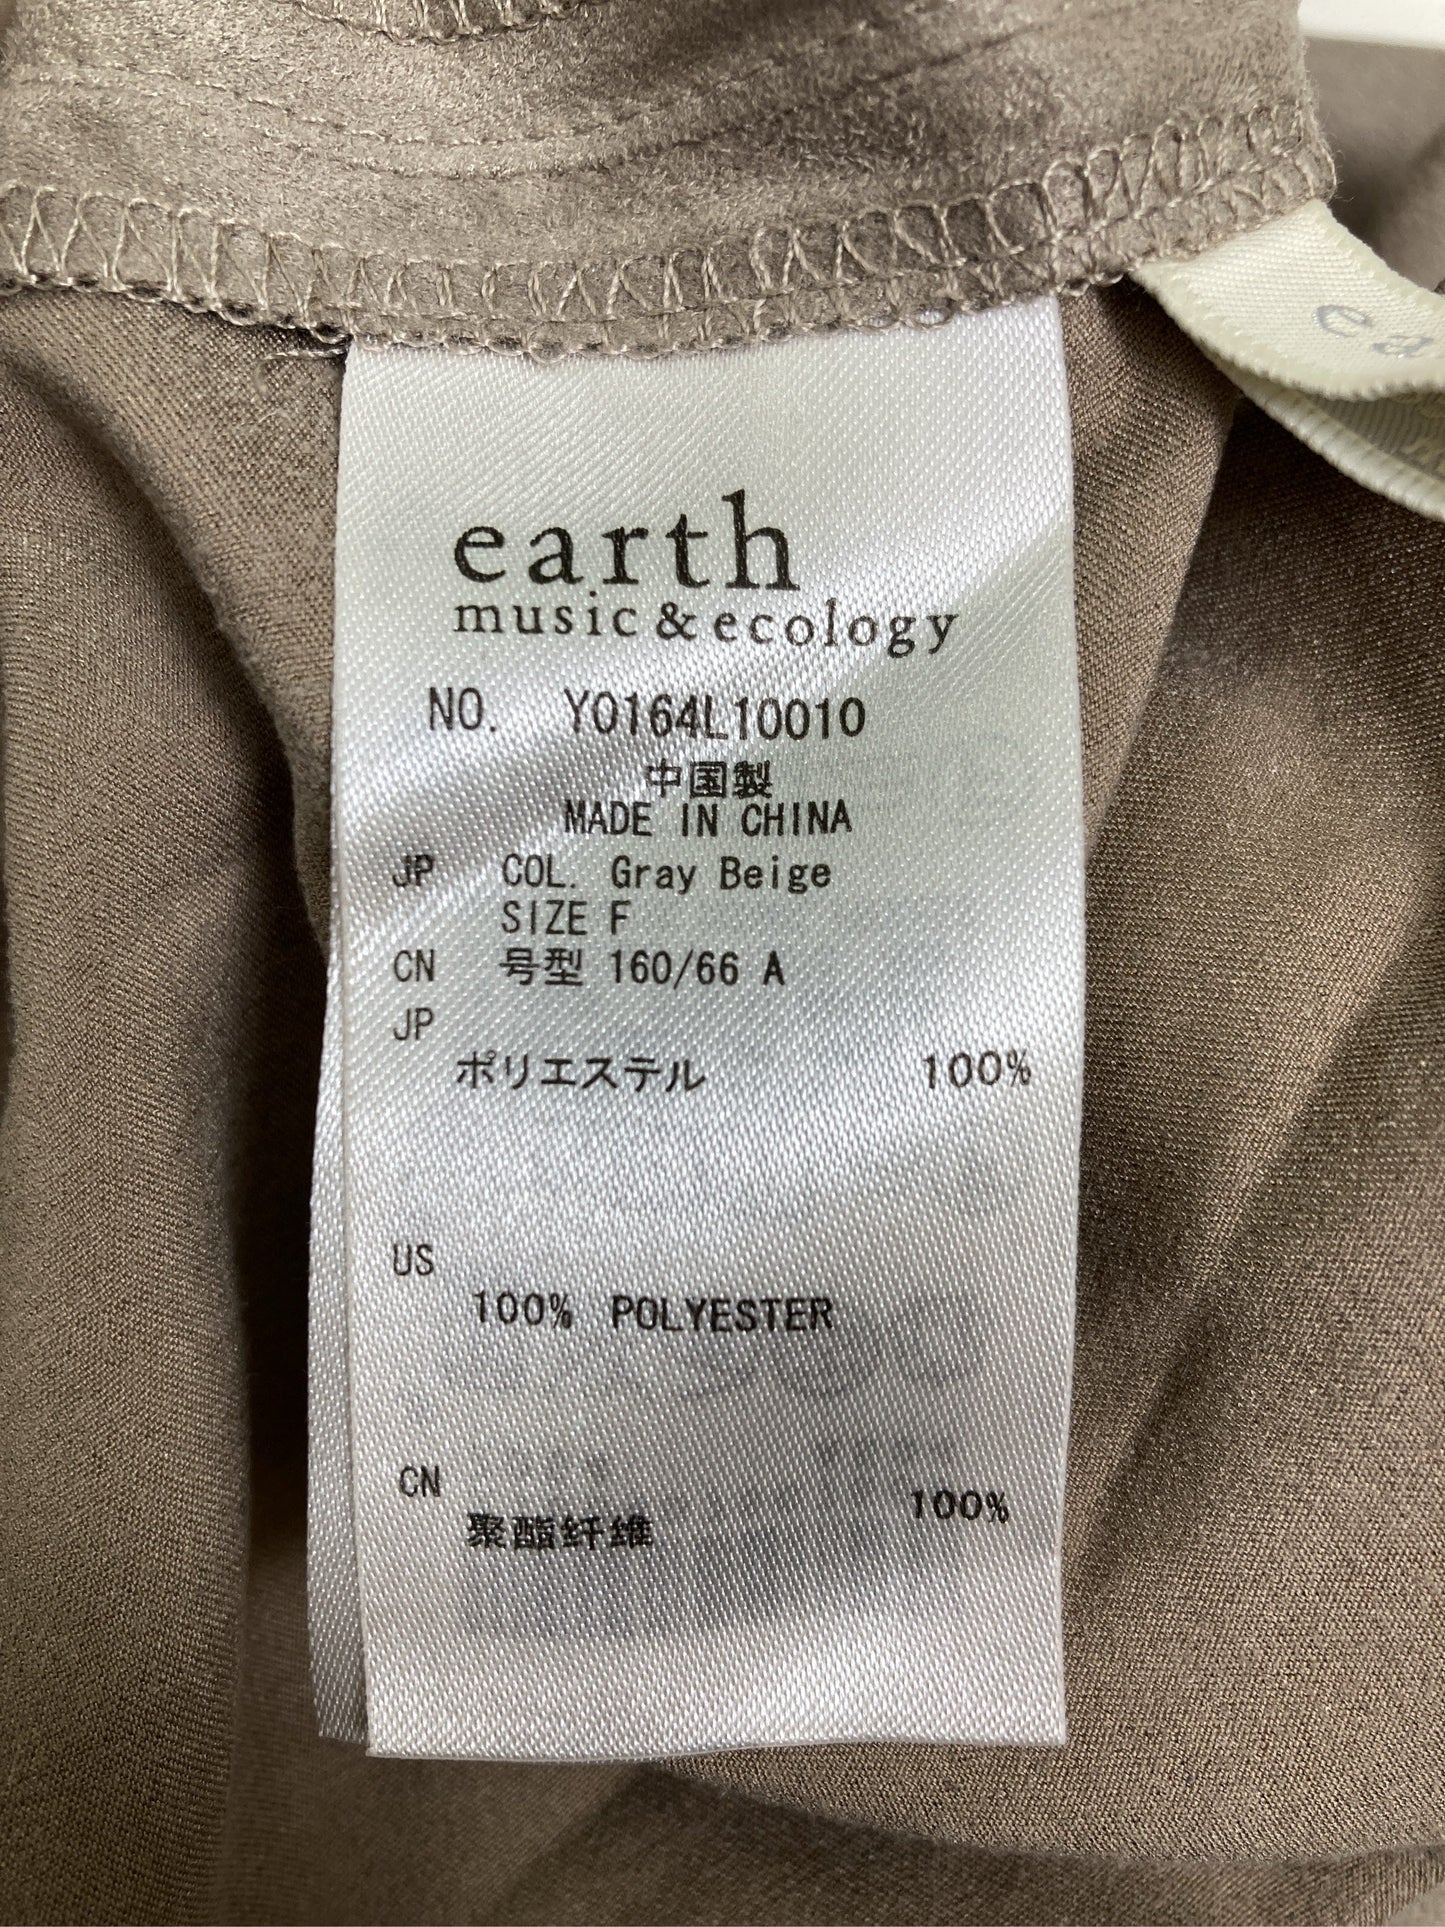 earth
music & ecology
NO. Y0164L10010
中国製
MADE IN CHINA
JP COL. Gray Beige
SIZE F
CN 号型 160/66 A
JP
ポリエステル 100%
US
100% POLYESTER
CN
聚酯纤维 100%
ea